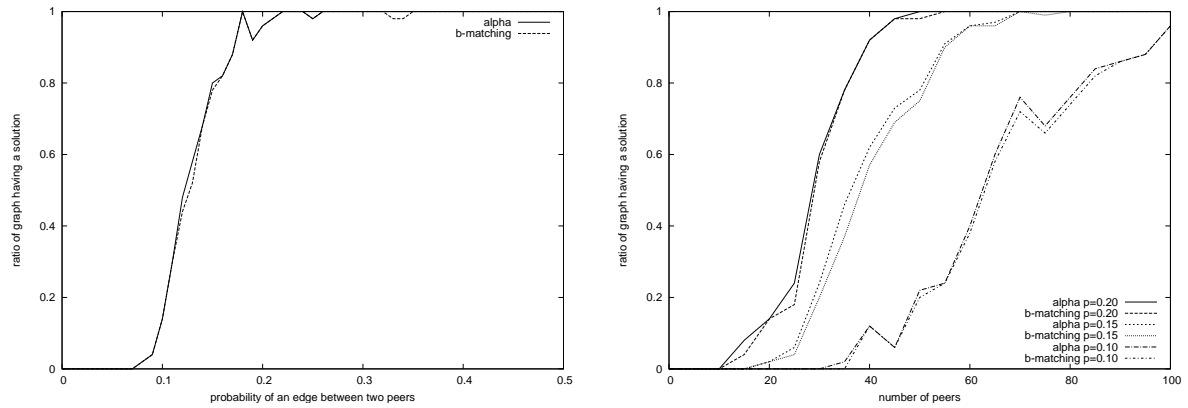 1
0.8
0.6
0.4
0.2
0
0 0.1 0.2 0.3 0.4 0.5
ratio of graph having a solution
probability of an edge between two peers
alpha
b-matching
1
0.8
0.6
0.4
0.2
0
0 20 40 60 80 100
ratio of graph having a solution
number of peers
alpha p=0.20
b-matching p=0.20
alpha p=0.15
b-matching p=0.15
alpha p=0.10
b-matching p=0.10